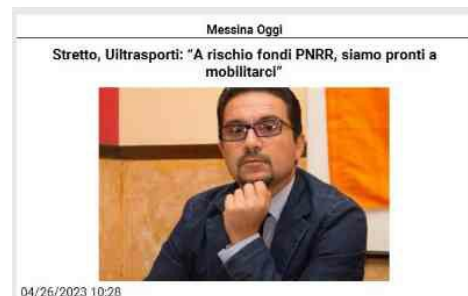 Messina Oggi
Stretto, Uiltrasporti: “A rischio fondi PNRR, siamo pronti a
mobilitarci”
04/26/2023 10:28